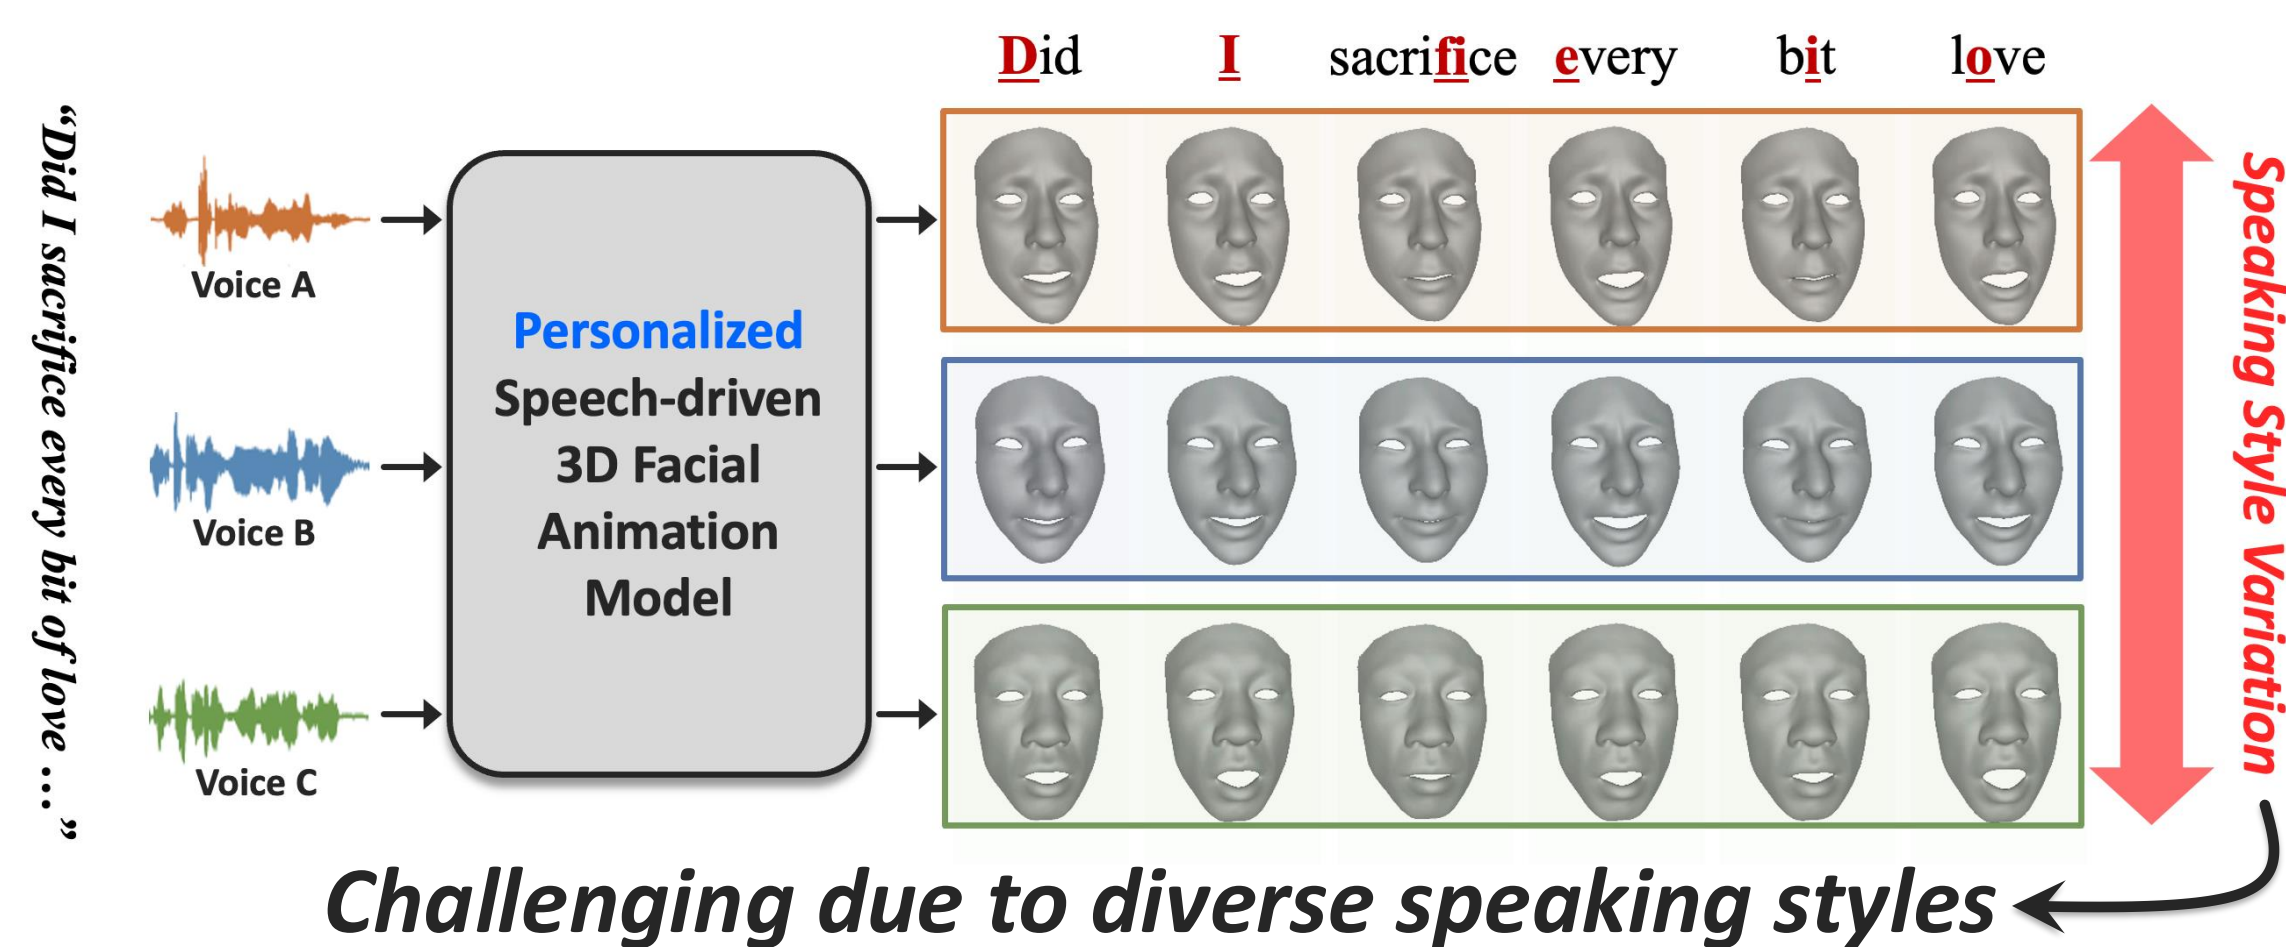 Did I sacrifice every bit love
“Did I sacrifice every bit of love ...”
Voice A
Voice B
Voice C
Personalized
Speech-driven
3D Facial
Animation
Model
Speaking Style Variation
Challenging due to diverse speaking styles